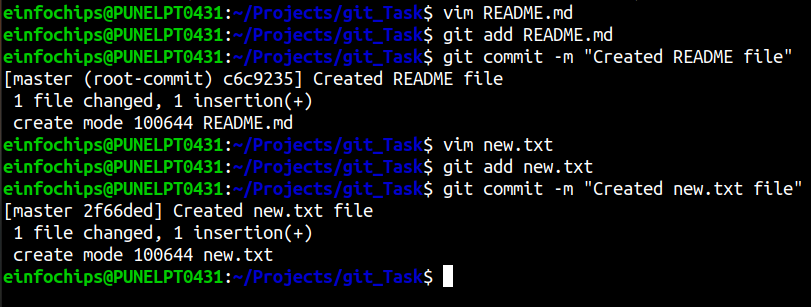 einfochips@PUNELPT0431:~/Projects/git_Task$ vim README.md
einfochips@PUNELPT0431:~/Projects/git_Task$ git add README.md
einfochips@PUNELPT0431:~/Projects/git_Task$ git commit -m "Created README file"
[master (root-commit) c6c9235] Created README file
 1 file changed, 1 insertion(+)
 create mode 100644 README.md
einfochips@PUNELPT0431:~/Projects/git_Task$ vim new.txt
einfochips@PUNELPT0431:~/Projects/git_Task$ git add new.txt
einfochips@PUNELPT0431:~/Projects/git_Task$ git commit -m "Created new.txt file"
[master 2f66ded] Created new.txt file
 1 file changed, 1 insertion(+)
 create mode 100644 new.txt
einfochips@PUNELPT0431:~/Projects/git_Task$